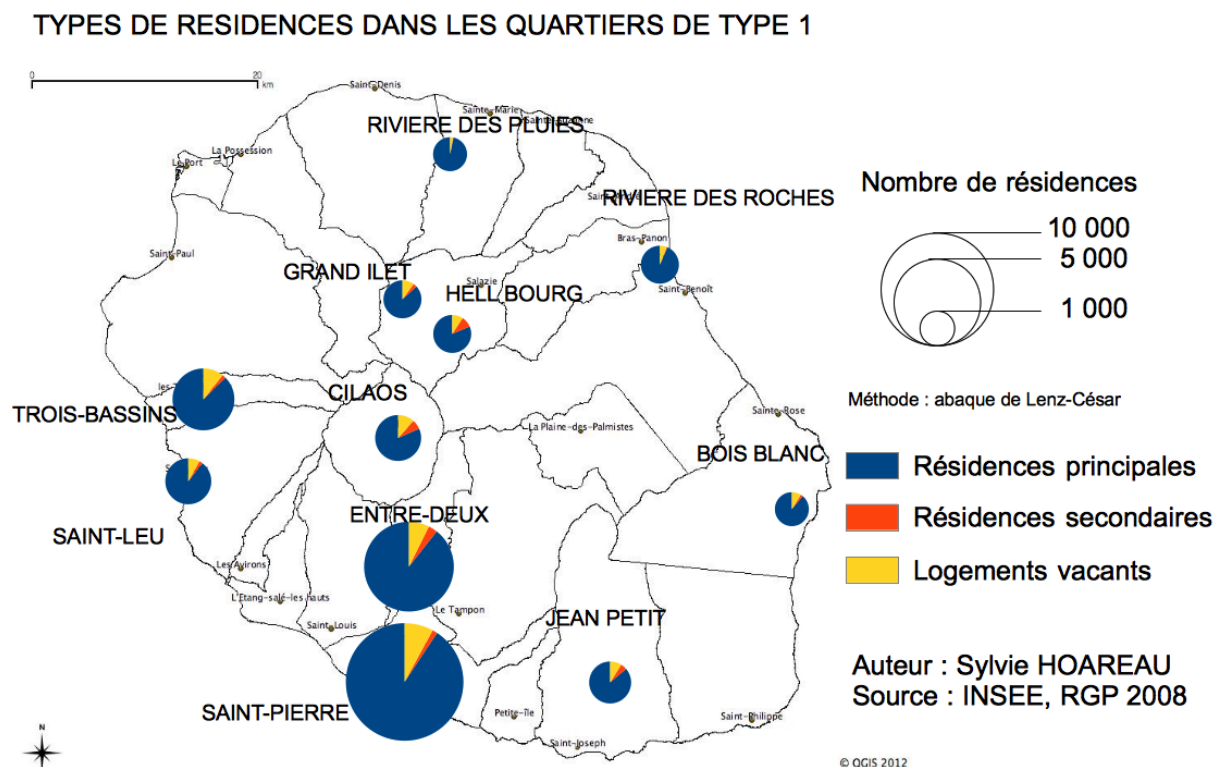 TYPES DE RESIDENCES DANS LES QUARTIERS DE TYPE 1
0 20
km
Saint-Denis
Sainte-Marie
RIVIERE DES PLUIES
La Possession
Le Port
RIVIERE DES ROCHES
Bras-Panon
Saint-Paul
GRAND ILET
Salazie
HELL BOURG
Saint-Benoît
TROIS-BASSINS
CILAOS
Sainte-Rose
La Plaine-des-Palmistes
BOIS BLANC
ENTRE-DEUX
SAINT-LEU
Les Avirons
L'Etang-salé-les hauts
Le Tampon
JEAN PETIT
Saint-Louis
SAINT-PIERRE
Petite-île
Saint-Philippe
Saint-Joseph
N
Nombre de résidences
10 000
5 000
1 000
Méthode : abaque de Lenz-César
Résidences principales
Résidences secondaires
Logements vacants
Auteur : Sylvie HOAREAU
Source : INSEE, RGP 2008
© QGIS 2012